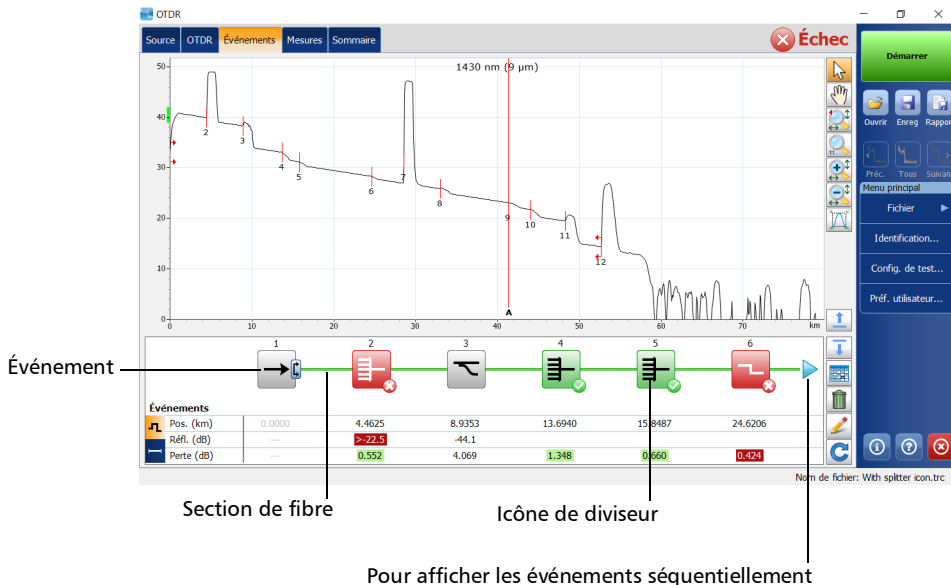 OTDR
Source OTDR Événements Mesures Sommaire
Échec
Démarrer
1430 nm (9 µm)
50
40
30
20
10
0
0 10 20 30 40 50 60 70 km
2
3
4
5
6
7
8
9
10
11
12
A
Ouvrir Enreg Rappor
Préc. Tous Suivan
Menu principal
Fichier
Identification...
Config. de test...
Préf. utilisateur...
1 2 3 4 5 6
Événement
Événements
Pos. (km) 0.0000 4.4625 8.9353 13.6940 15.8487 24.6206
Réfl. (dB) --- >-22.5 -44.1
Perte (dB) --- 0.552 4.069 1.348 0.660 0.424
Nom de fichier: With splitter icon.trc
Section de fibre
Icône de diviseur
Pour afficher les événements séquentiellement